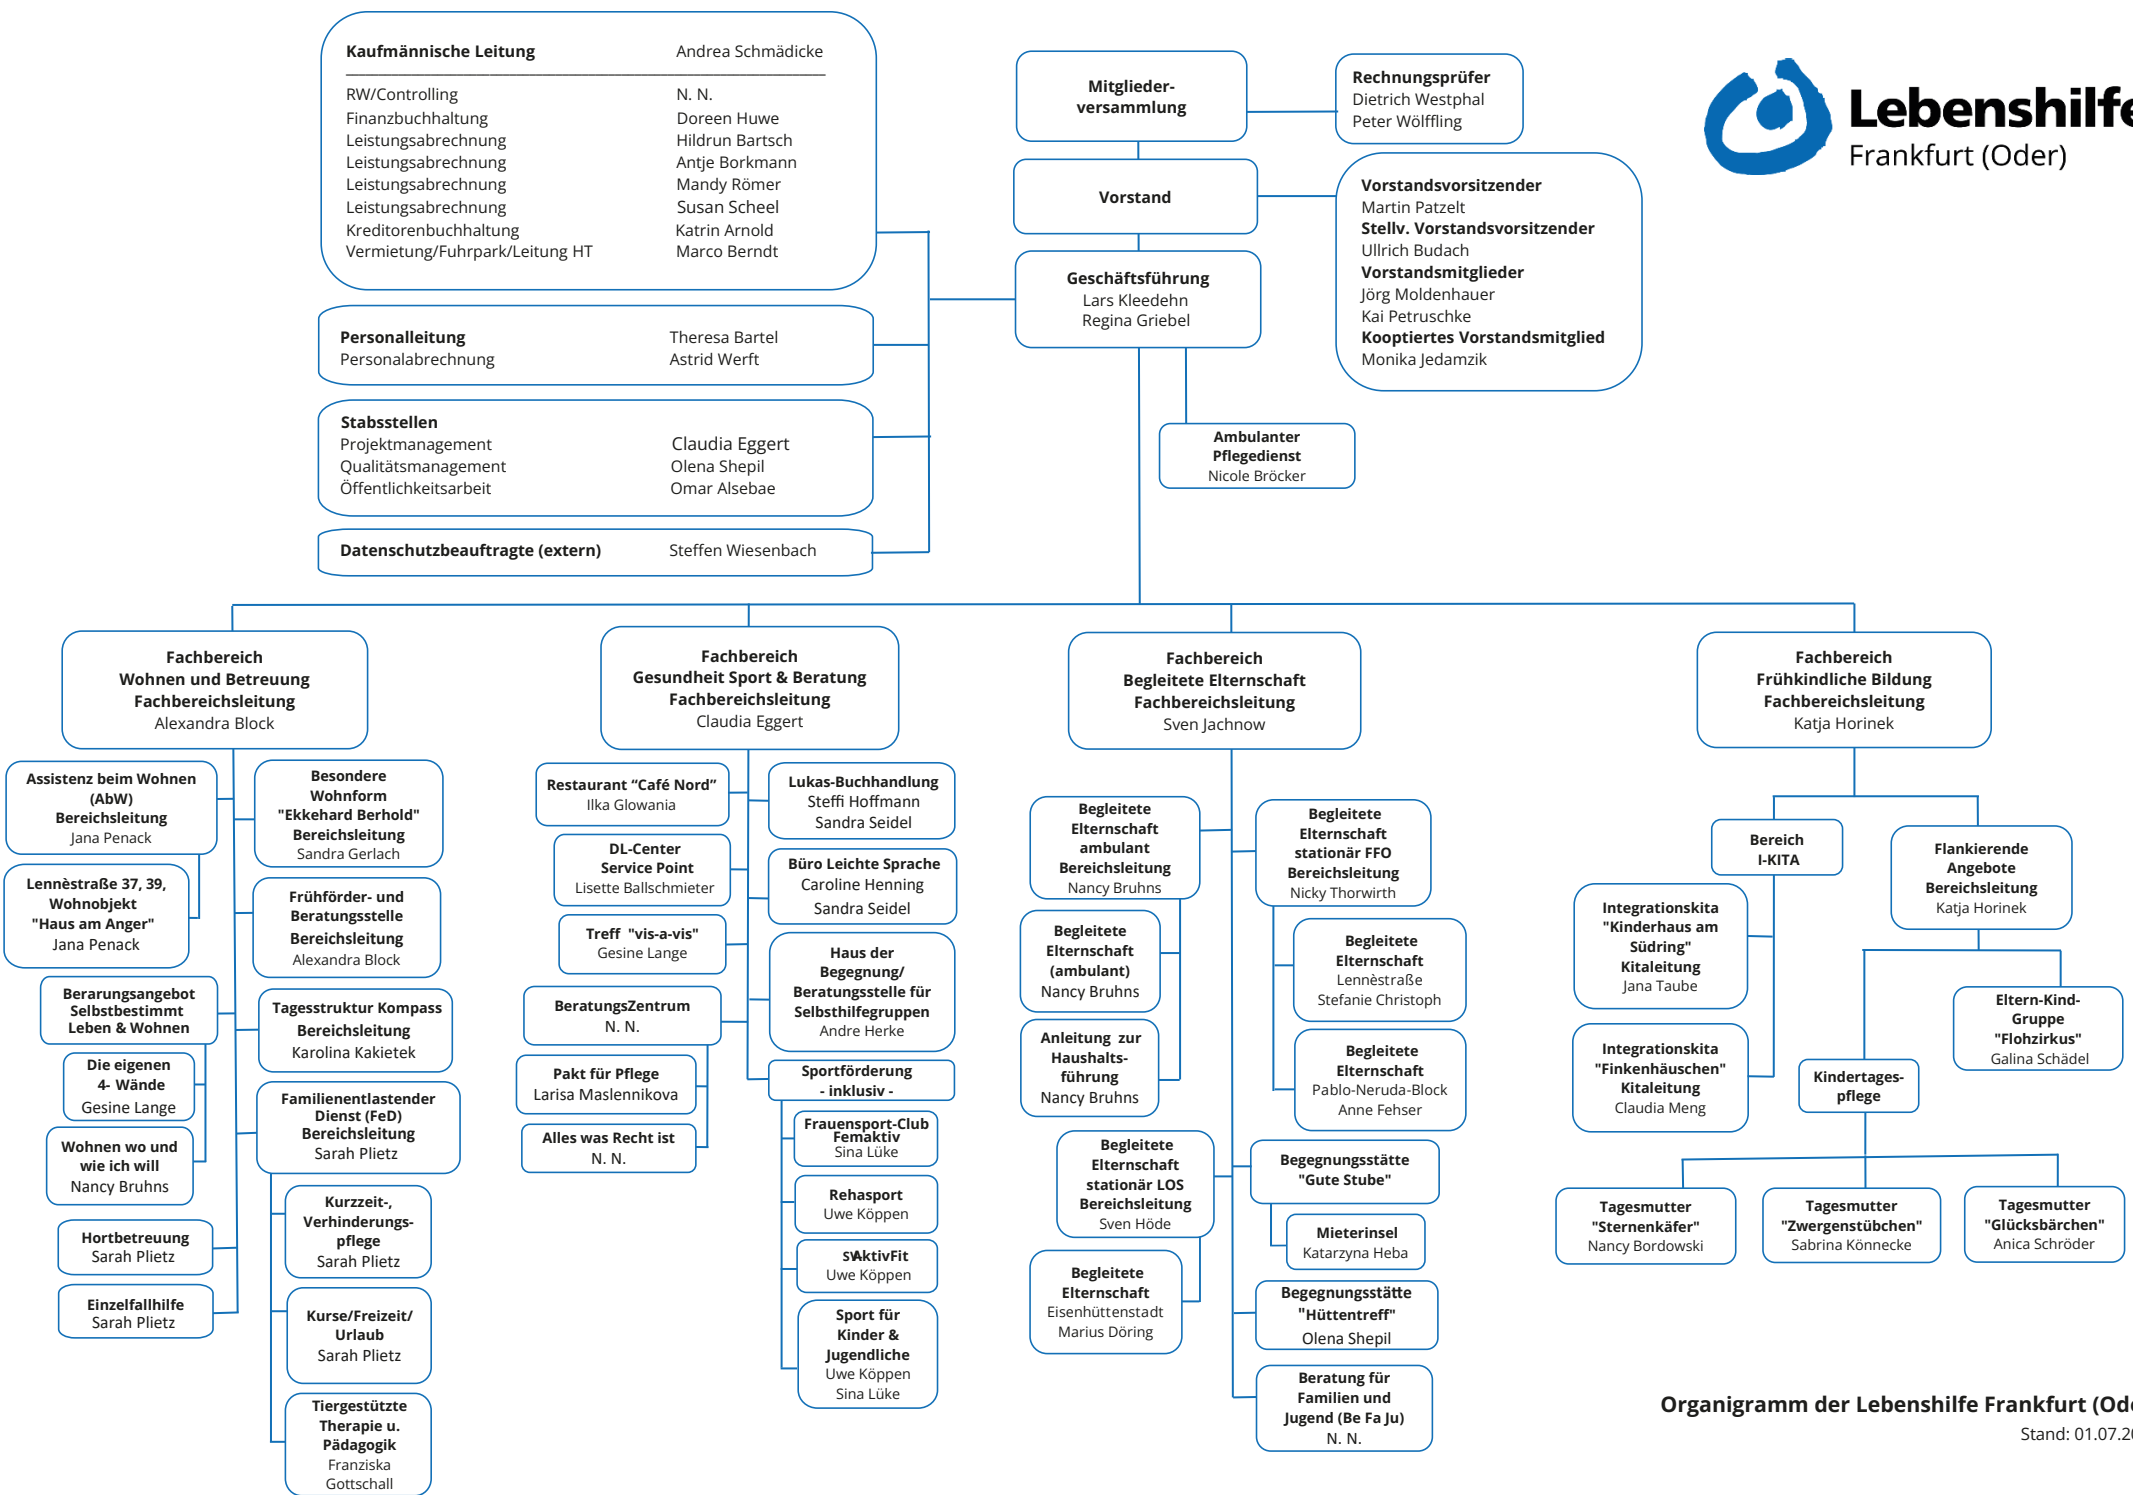 Kaufmännische Leitung Andrea Schmädicke
RW/Controlling N. N.
Finanzbuchhaltung Doreen Huwe
Leistungsabrechnung Hildrun Bartsch
Leistungsabrechnung Antje Borkmann
Leistungsabrechnung Mandy Römer
Leistungsabrechnung Susan Scheel
Kreditorenbuchhaltung Katrin Arnold
Vermietung/Fuhrpark/Leitung HT Marco Berndt
Personalleitung Theresa Bartel
Personalabrechnung Astrid Werft
Stabsstellen
Projektmanagement Claudia Eggert
Qualitätsmanagement Olena Shepil
Öffentlichkeitsarbeit Omar Alsebae
Datenschutzbeauftragte (extern) Steffen Wiesenbach
Mitglieder-
versammlung
Rechnungsprüfer
Dietrich Westphal
Peter Wölffling
Vorstand
Vorstandsvorsitzender
Martin Patzelt
Stellv. Vorstandsvorsitzender
Ullrich Budach
Vorstandsmitglieder
Jörg Moldenhauer
Kai Petruschke
Kooptiertes Vorstandsmitglied
Monika Jedamzik
Geschäftsführung
Lars Kleedehn
Regina Griebel
Ambulanter
Pflegedienst
Nicole Bröcker
Lebenshilfe
Frankfurt (Oder)
Fachbereich
Wohnen und Betreuung
Fachbereichsleitung
Alexandra Block
Assistenz beim Wohnen
(AbW)
Bereichsleitung
Jana Penack
Lennèstraße 37, 39,
Wohnobjekt
"Haus am Anger"
Jana Penack
Berarungsangebot
Selbstbestimmt
Leben & Wohnen
Die eigenen
4- Wände
Gesine Lange
Wohnen wo und
wie ich will
Nancy Bruhns
Hortbetreuung
Sarah Plietz
Einzelfallhilfe
Sarah Plietz
Besondere
Wohnform
"Ekkehard Berhold"
Bereichsleitung
Sandra Gerlach
Frühförder- und
Beratungsstelle
Bereichsleitung
Alexandra Block
Tagesstruktur Kompass
Bereichsleitung
Karolina Kakietek
Familienentlastender
Dienst (FeD)
Bereichsleitung
Sarah Plietz
Kurzzeit-,
Verhinderungs-
pflege
Sarah Plietz
Kurse/Freizeit/
Urlaub
Sarah Plietz
Tiergestützte
Therapie u.
Pädagogik
Franziska
Gottschall
Fachbereich
Gesundheit Sport & Beratung
Fachbereichsleitung
Claudia Eggert
Restaurant “Café Nord”
Ilka Glowania
DL-Center
Service Point
Lisette Ballschmieter
Treff "vis-a-vis"
Gesine Lange
BeratungsZentrum
N. N.
Pakt für Pflege
Larisa Maslennikova
Alles was Recht ist
N. N.
Lukas-Buchhandlung
Steffi Hoffmann
Sandra Seidel
Büro Leichte Sprache
Caroline Henning
Sandra Seidel
Haus der
Begegnung/
Beratungsstelle für
Selbsthilfegruppen
Andre Herke
Sportförderung
- inklusiv -
Frauensport-Club
Femaktiv
Sina Lüke
Rehasport
Uwe Köppen
AktivFit
Uwe Köppen
Sport für
Kinder &
Jugendliche
Uwe Köppen
Sina Lüke
Fachbereich
Begleitete Elternschaft
Fachbereichsleitung
Sven Jachnow
Begleitete
Elternschaft
ambulant
Bereichsleitung
Nancy Bruhns
Begleitete
Elternschaft
(ambulant)
Nancy Bruhns
Anleitung zur
Haushalts-
führung
Nancy Bruhns
Begleitete
Elternschaft
stationär LOS
Bereichsleitung
Sven Höde
Begleitete
Elternschaft
Eisenhüttenstadt
Marius Döring
Begleitete
Elternschaft
stationär FFO
Bereichsleitung
Nicky Thorwirth
Begleitete
Elternschaft
Lennèstraße
Stefanie Christoph
Begleitete
Elternschaft
Pablo-Neruda-Block
Anne Fehser
Begegnungsstätte
"Gute Stube"
Mieterinsel
Katarzyna Heba
Begegnungsstätte
"Hüttentreff"
Olena Shepil
Beratung für
Familien und
Jugend (Be Fa Ju)
N. N.
Fachbereich
Frühkindliche Bildung
Fachbereichsleitung
Katja Horinek
Bereich
I-KITA
Integrationskita
"Kinderhaus am
Südring"
Kitaleitung
Jana Taube
Integrationskita
"Finkenhäuschen"
Kitaleitung
Claudia Meng
Flankierende
Angebote
Bereichsleitung
Katja Horinek
Eltern-Kind-
Gruppe
"Flohzirkus"
Galina Schädel
Kindertages-
pflege
Tagesmutter
"Sternenkäfer"
Nancy Bordowski
Tagesmutter
"Zwergenstübchen"
Sabrina Könnecke
Tagesmutter
"Glücksbärchen"
Anica Schröder
Organigramm der Lebenshilfe Frankfurt (Ode
Stand: 01.07.20